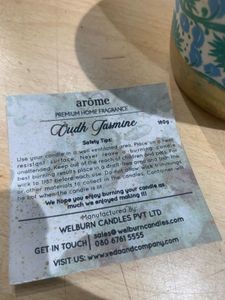 arôme
PREMIUM HOME FRAGRANCE
Oudh Jasmine
180g
Safety Tips:
Use your candle in a well ventilated area. Place on a heat
resistant surface. Never leave a burning candle
unattended. Keep out of the reach of children and pets. For
best burning results place in a draft free area and trim the
wick to 1/8" before each use. Do not allow wick trimmings
or other materials to collect in the candles. Container will
be hot when the candle is lit.
We hope you enjoy burning your candle as
much we enjoyed making it!
Manufactured By
WELBURN CANDLES PVT LTD
GET IN TOUCH
sales@welburncandles.com
080 6761 5555
VISIT US: www.vedaandcompany.com